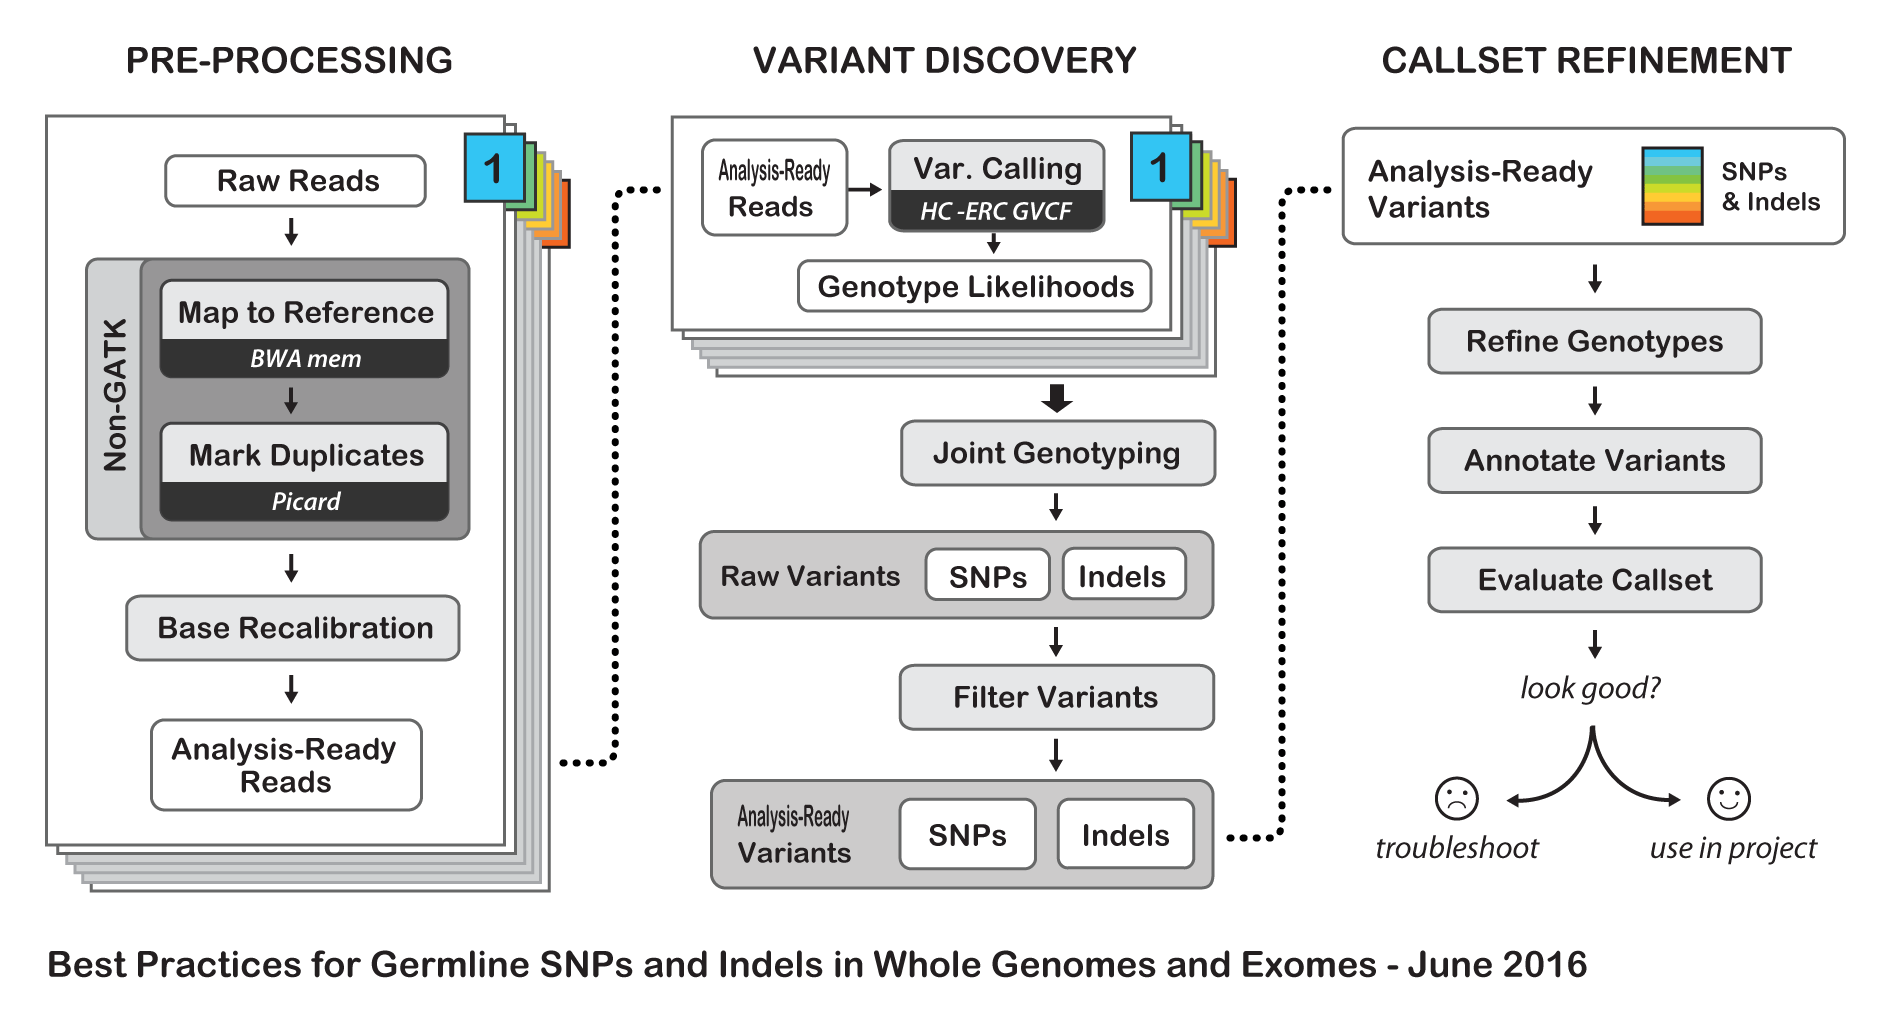 PRE-PROCESSING
1
Raw Reads
Non-GATK
Map to Reference
BWA mem
Mark Duplicates
Picard
Base Recalibration
Analysis-Ready
Reads
VARIANT DISCOVERY
1
Analysis-Ready
Reads
Var. Calling
HC -ERC GVCF
Genotype Likelihoods
Joint Genotyping
Raw Variants
SNPs
Indels
Filter Variants
Analysis-Ready
Variants
SNPs
Indels
CALLSET REFINEMENT
Analysis-Ready
Variants
SNPs
& Indels
Refine Genotypes
Annotate Variants
Evaluate Callset
look good?
troubleshoot
use in project
Best Practices for Germline SNPs and Indels in Whole Genomes and Exomes - June 2016